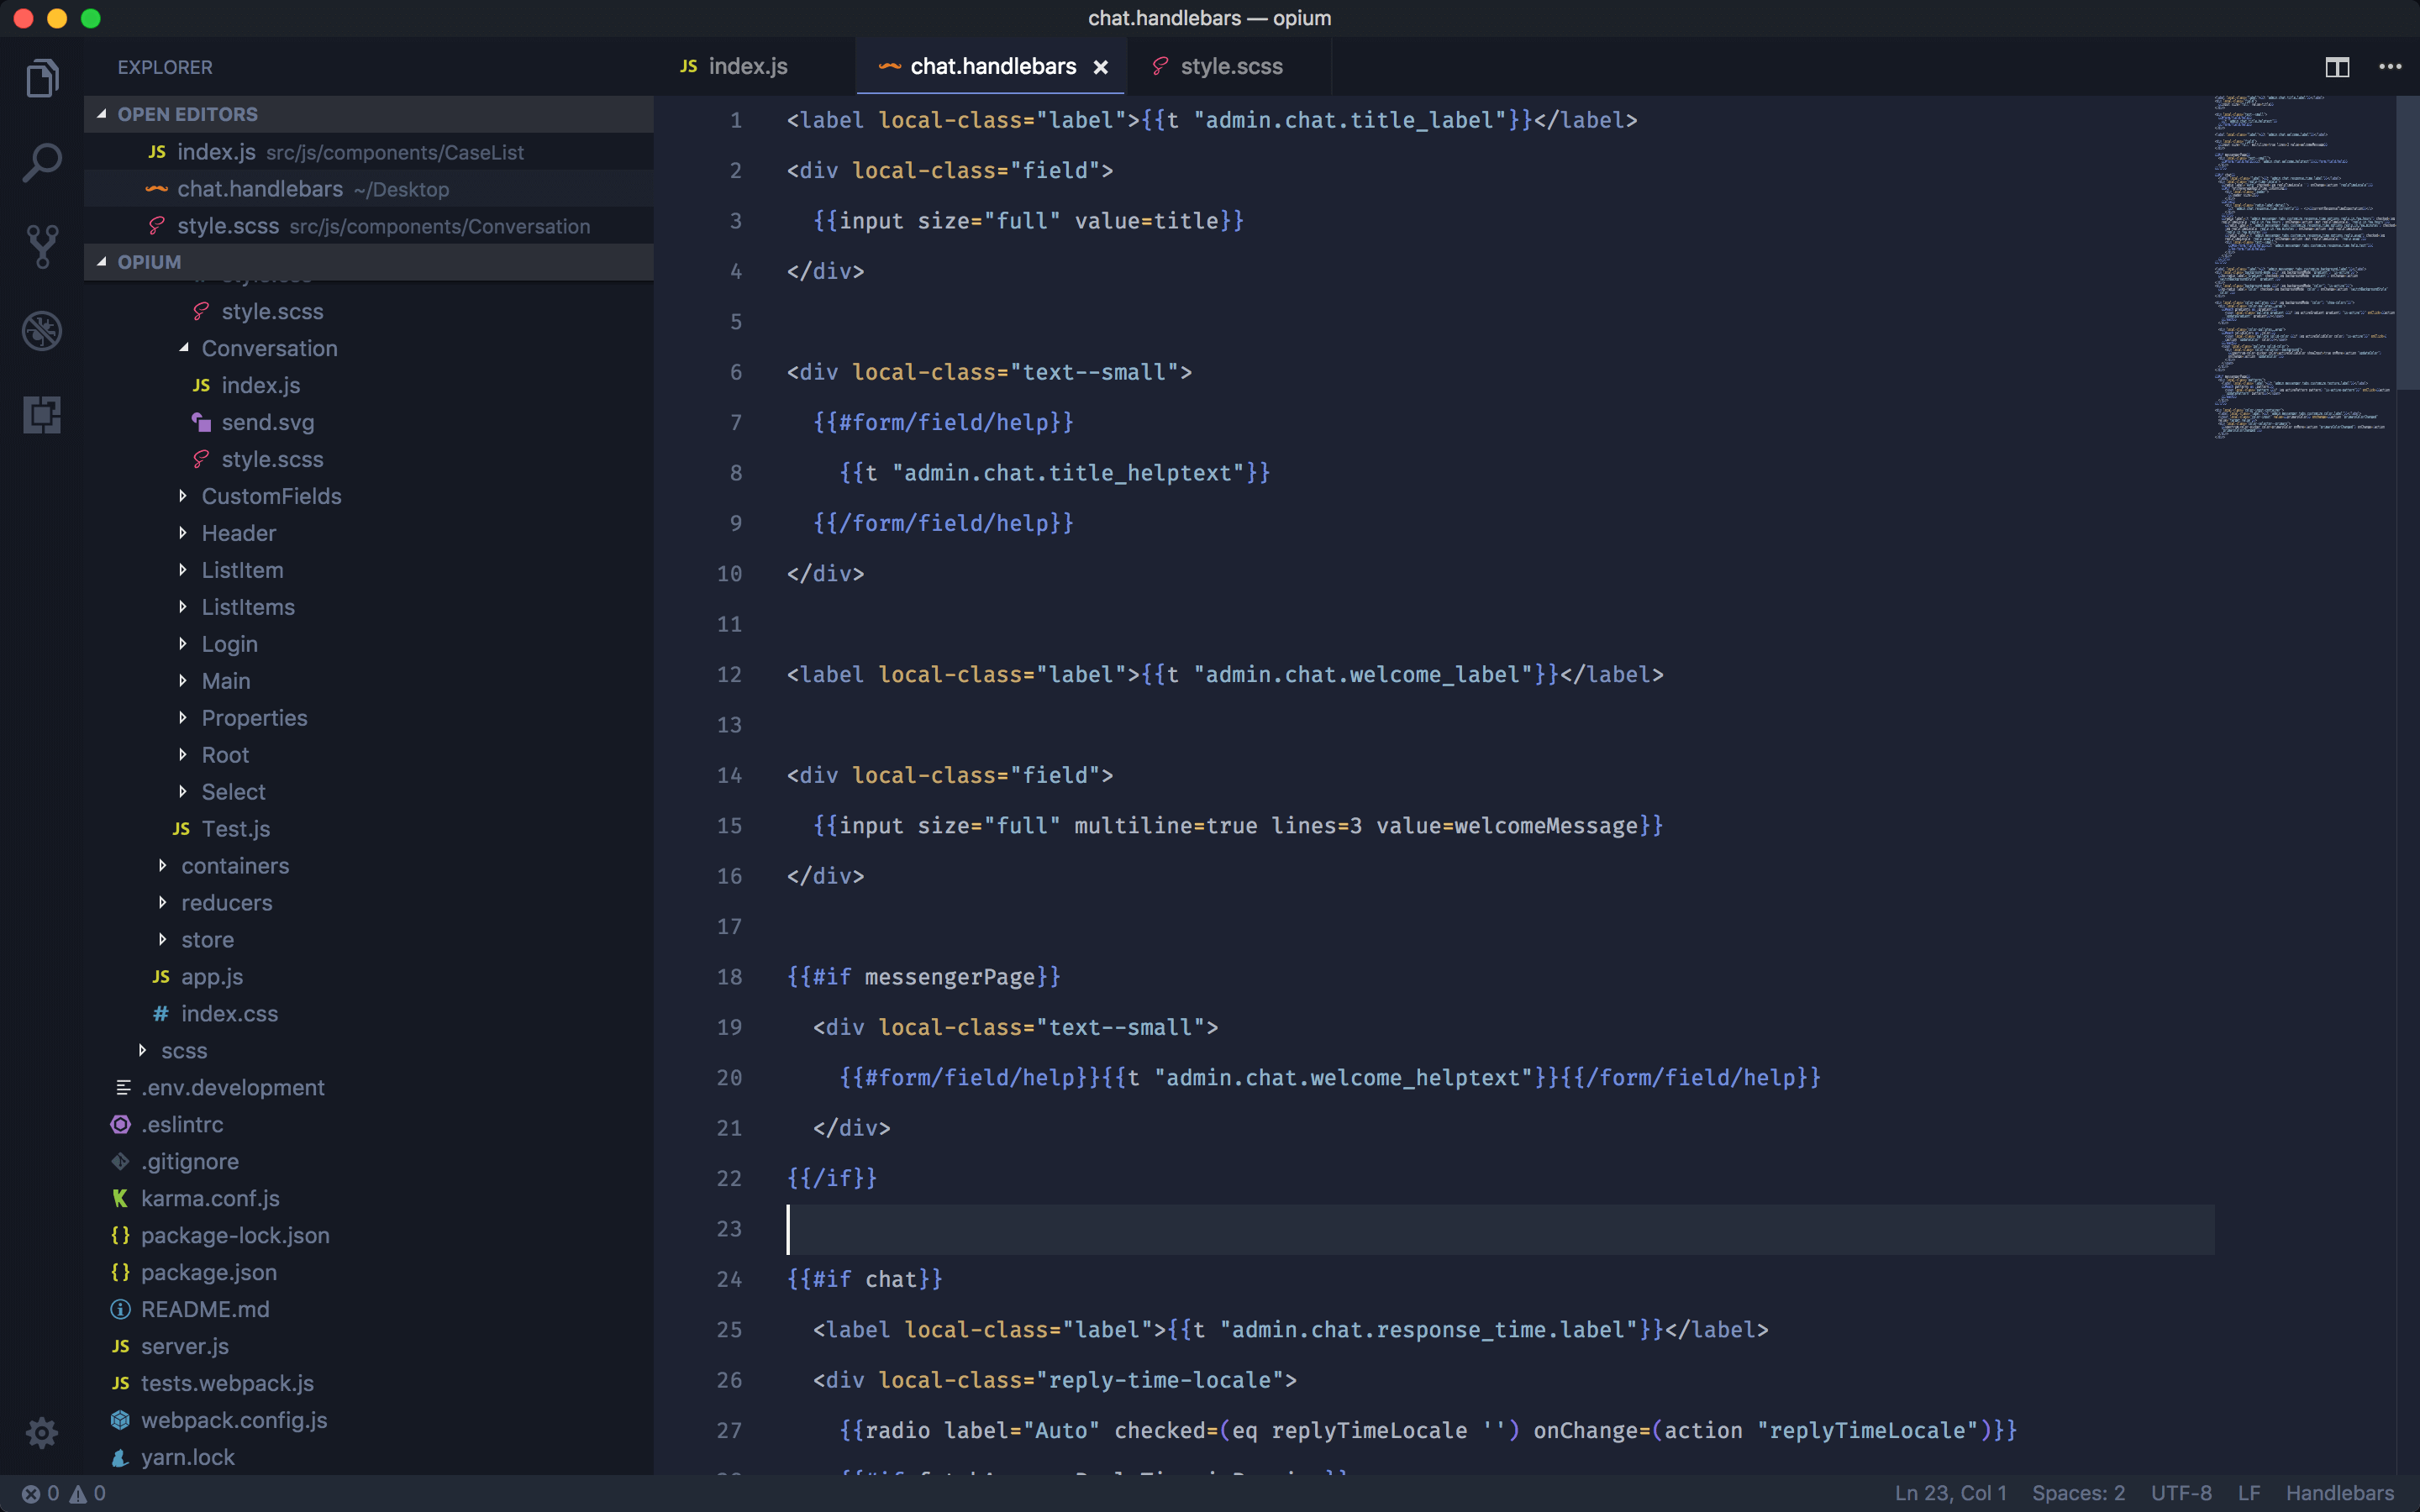 chat.handlebars — opium
EXPLORER
JS index.js
chat.handlebars
style.scss
OPEN EDITORS
JS index.js src/js/components/CaseList
chat.handlebars ~/Desktop
style.scss src/js/components/Conversation
OPIUM
style.scss
Conversation
JS index.js
send.svg
style.scss
CustomFields
Header
ListItem
ListItems
Login
Main
Properties
Root
Select
JS Test.js
containers
reducers
store
JS app.js
# index.css
scss
.env.development
.eslintrc
.gitignore
karma.conf.js
{} package-lock.json
{} package.json
README.md
JS server.js
JS tests.webpack.js
webpack.config.js
yarn.lock
1 <label local-class="label">{{t "admin.chat.title_label"}}</label>
2 <div local-class="field">
3   {{input size="full" value=title}}
4 </div>
5
6 <div local-class="text--small">
7   {{#form/field/help}}
8     {{t "admin.chat.title_helptext"}}
9   {{/form/field/help}}
10 </div>
11
12 <label local-class="label">{{t "admin.chat.welcome_label"}}</label>
13
14 <div local-class="field">
15   {{input size="full" multiline=true lines=3 value=welcomeMessage}}
16 </div>
17
18 {{#if messengerPage}}
19   <div local-class="text--small">
20     {{#form/field/help}}{{t "admin.chat.welcome_helptext"}}{{/form/field/help}}
21   </div>
22 {{/if}}
23
24 {{#if chat}}
25   <label local-class="label">{{t "admin.chat.response_time.label"}}</label>
26   <div local-class="reply-time-locale">
27     {{radio label="Auto" checked=(eq replyTimeLocale '') onChange=(action "replyTimeLocale")}}
0 0
Ln 23, Col 1 Spaces: 2 UTF-8 LF Handlebars